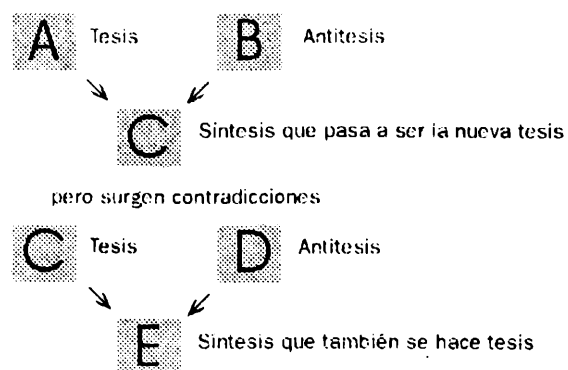 A Tesis B Antitesis
C Sintesis que pasa a ser la nueva tesis
pero surgen contradicciones
C Tesis D Antitesis
E Sintesis que también se hace tesis